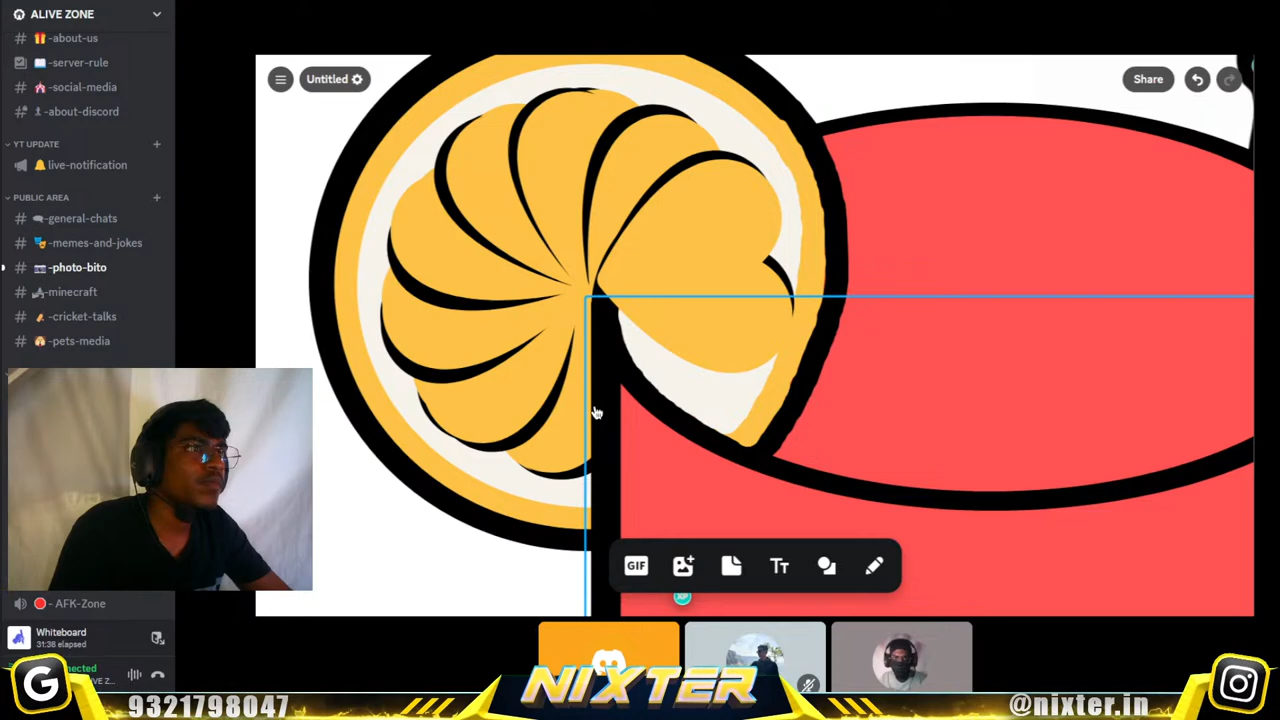 ALIVE ZONE
-about-us
-server-rule
-social-media
-about-discord
YT UPDATE
live-notification
PUBLIC AREA
-general-chats
-memes-and-jokes
-photo-bito
-minecraft
-cricket-talks
-pets-media
- AFK-Zone
Whiteboard
31:38 elapsed
Untitled
Share
GIF
TT
XP
NIXTER
G
9321798047
@nixter.in